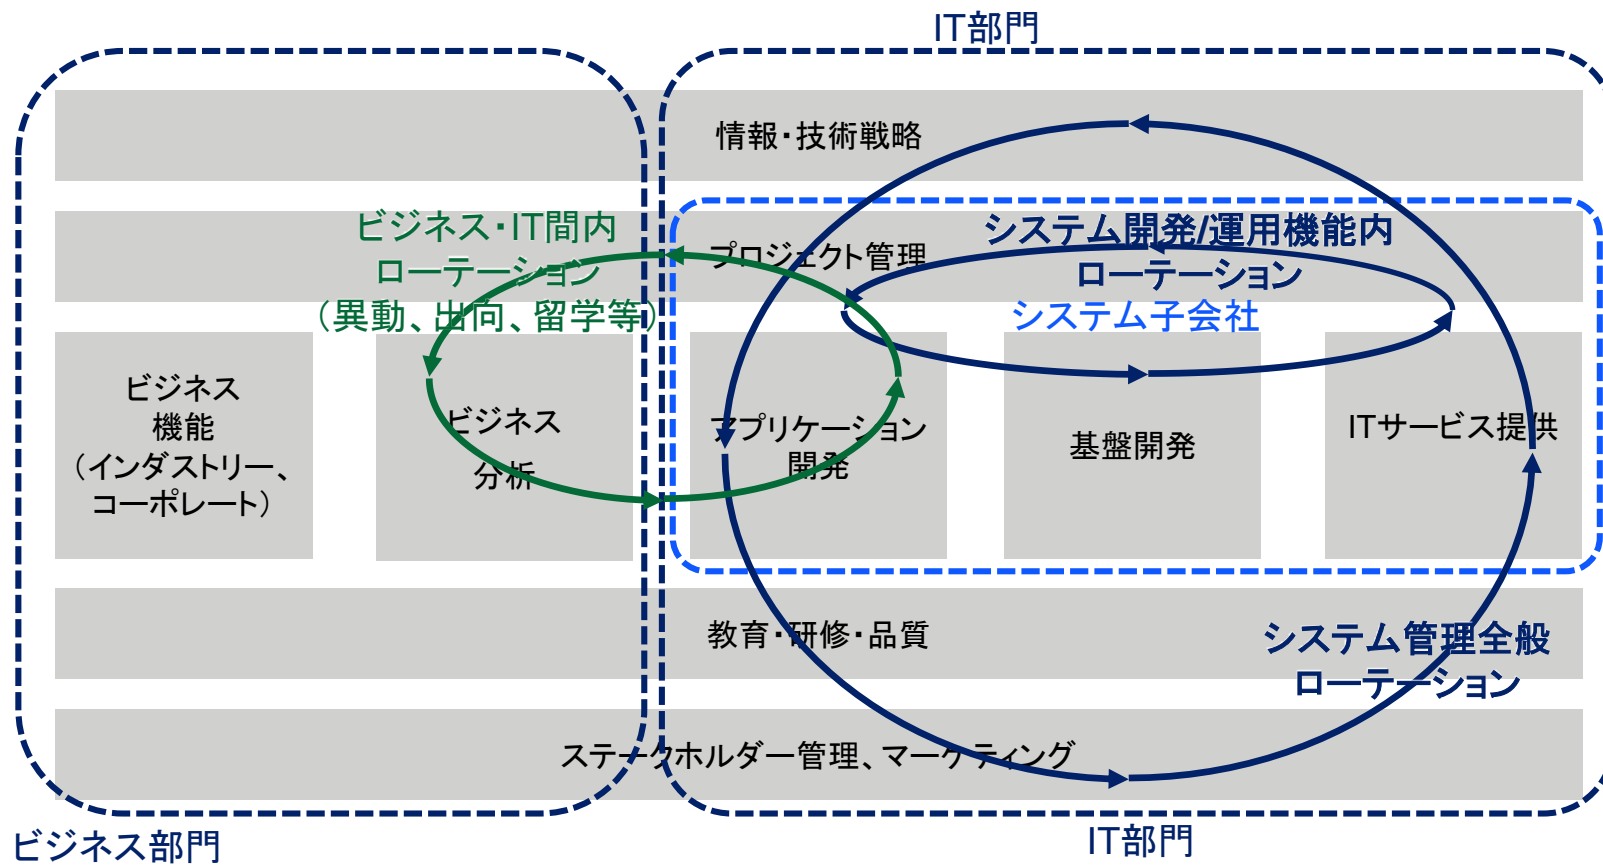 IT部門
情報・技術戦略
ビジネス・IT間内
ローテーション
（異動、出向、留学等）
プロジェクト管理
システム開発/運用機能内
ローテーション
システム子会社
ビジネス
機能
（インダストリー、
コーポレート）
ビジネス
分析
アプリケーション
開発
基盤開発
ITサービス提供
教育・研修・品質
システム管理全般
ローテーション
ステークホルダー管理、マーケティング
ビジネス部門
IT部門